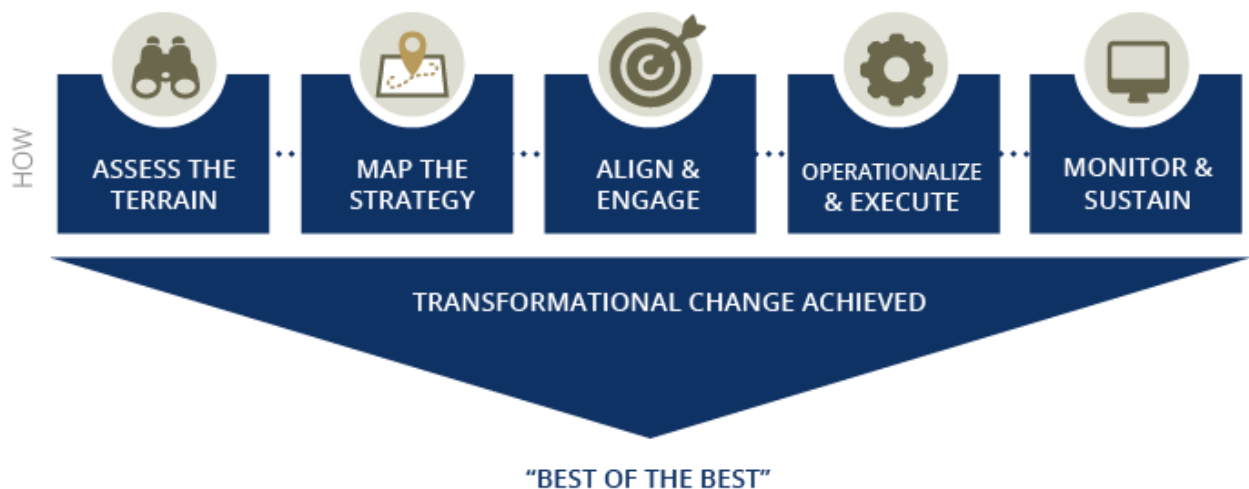 HOW
ASSESS THE
TERRAIN
MAP THE
STRATEGY
ALIGN &
ENGAGE
OPERATIONALIZE
& EXECUTE
MONITOR &
SUSTAIN
TRANSFORMATIONAL CHANGE ACHIEVED
“BEST OF THE BEST”